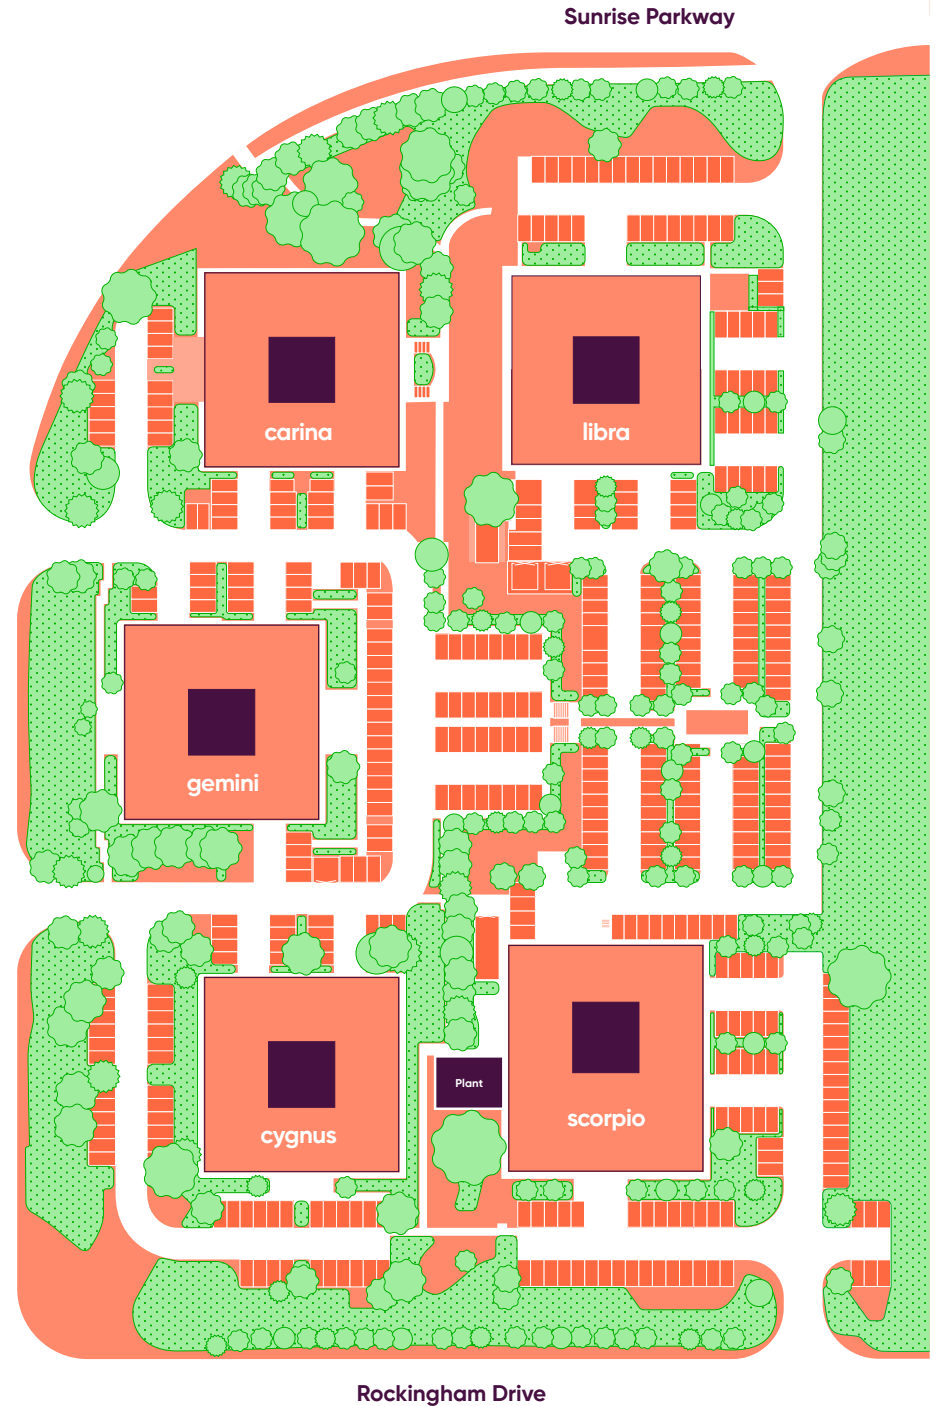 Sunrise Parkway
carina
libra
gemini
Plant
scorpio
cygnus
Rockingham Drive